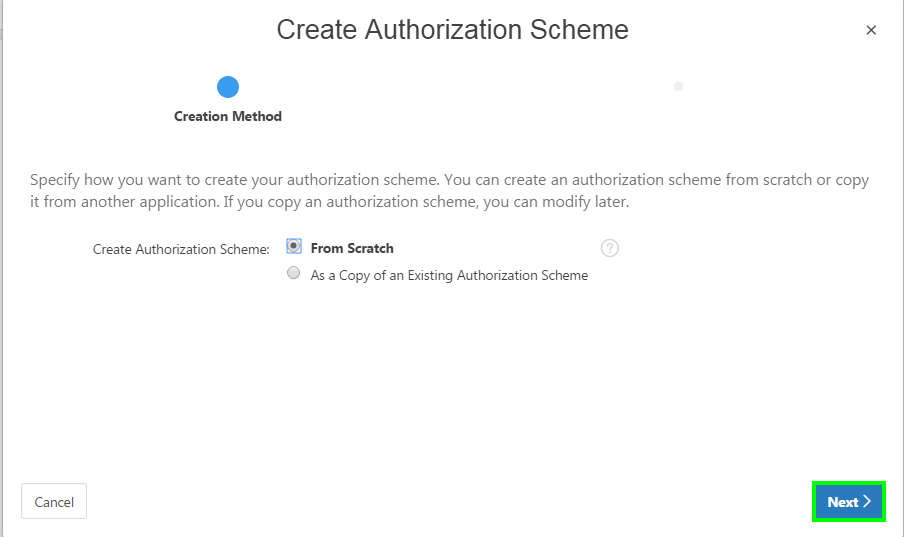 Create Authorization Scheme
×
Creation Method
Specify how you want to create your authorization scheme. You can create an authorization scheme from scratch or copy
it from another application. If you copy an authorization scheme, you can modify later.
Create Authorization Scheme: From Scratch ?
As a Copy of an Existing Authorization Scheme
Cancel Next >